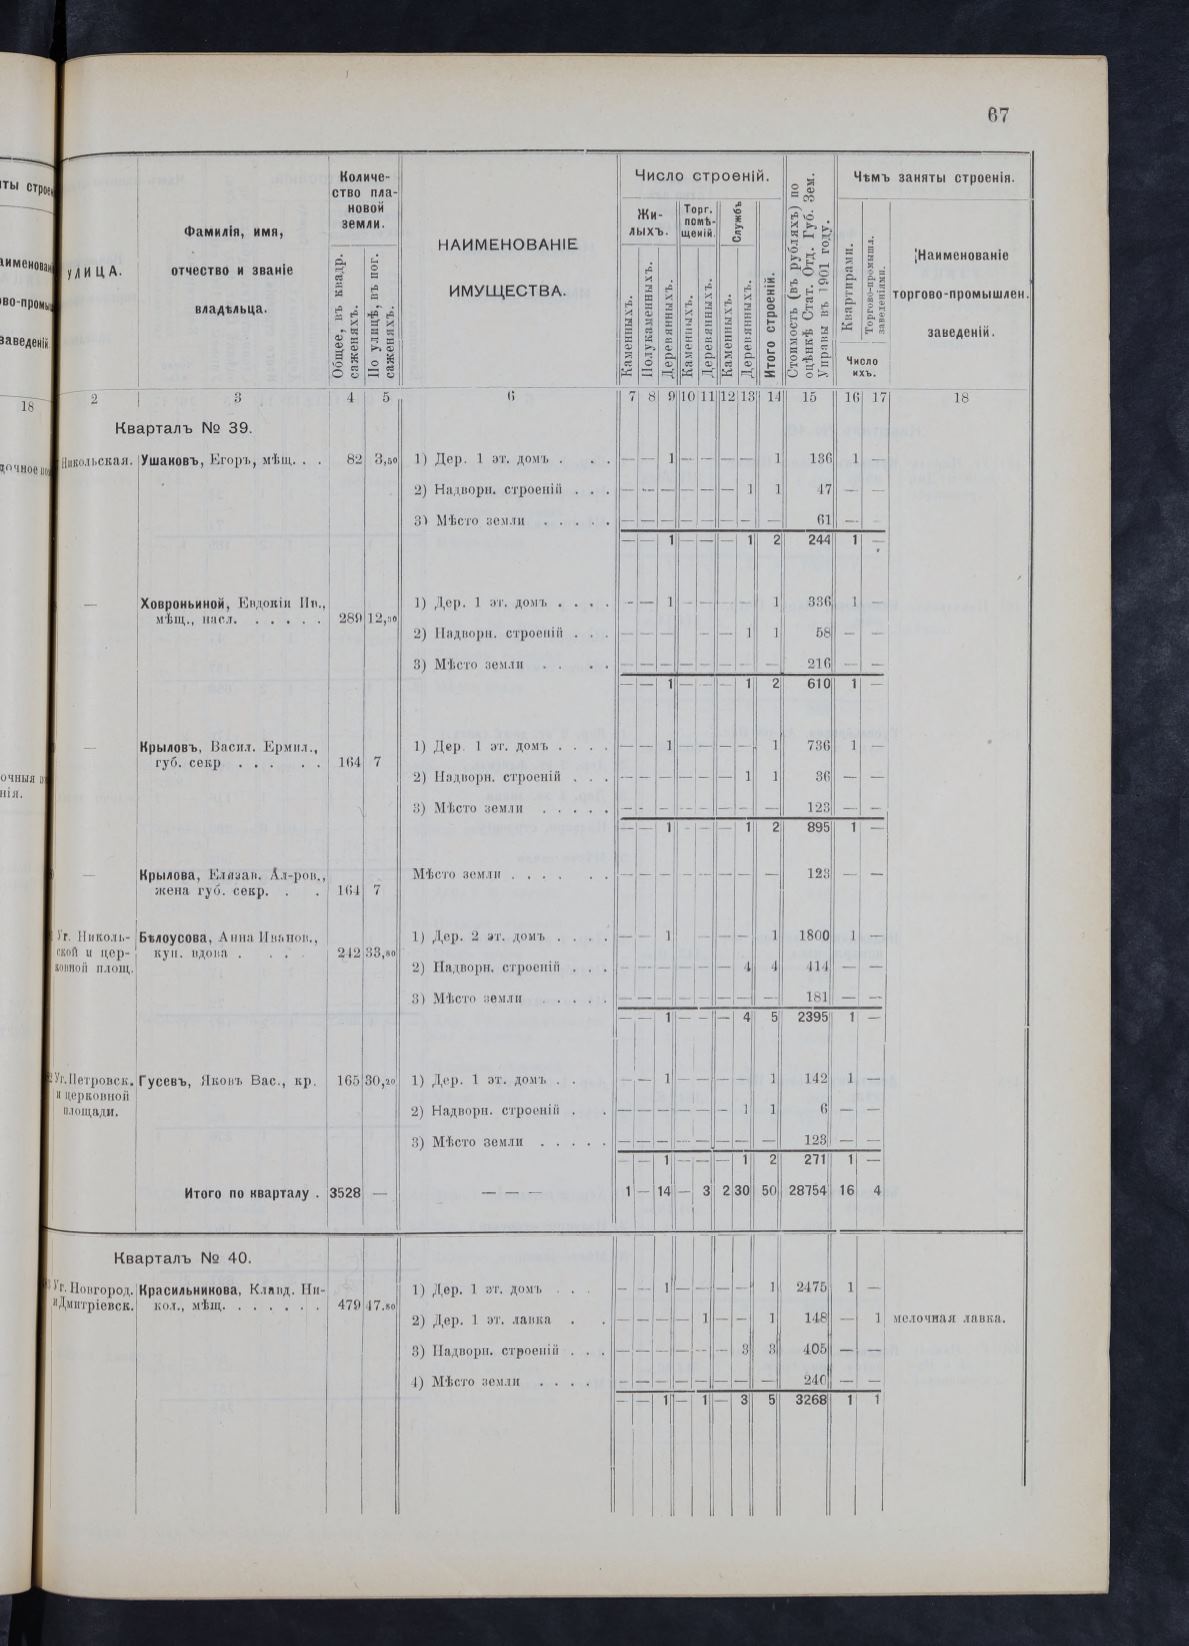 67
УЛИЦА.
Фамилія, имя,
отчество и званіе
владѣльца.
Количе-
ство пла-
новой
земли.
Общее, въ квадр.
саженяхъ.
По улицѣ, въ пог.
саженяхъ.
НАИМЕНОВАНІЕ
ИМУЩЕСТВА.
Число строеній.
Жи-
лыхъ.
Торг.
помѣ-
щеній.
Службъ
Каменныхъ.
Полукаменныхъ.
Деревянныхъ.
Каменныхъ.
Деревянныхъ.
Каменныхъ.
Деревянныхъ.
Итого строеній.
Стоимость (въ рубляхъ) по
оцѣнкѣ Стат. Отд. Губ. Зем.
Управы въ 1901 году.
Чѣмъ заняты строенія.
Квартирами.
Торгово-промышл.
заведеніями.
Число
ихъ.
Наименованіе
торгово-промышлен.
заведеній.
18
2 3 4 5 6 7 8 9 10 11 12 13 14 15 16 17 18
Кварталъ № 39.
Никольская. Ушаковъ, Егоръ, мѣщ. . . 82 3,50 1) Дер. 1 эт. домъ . . . . — — 1 — — — — 1 136 1 —
2) Надворн. строеній . . . — — — — — — 1 1 47 — —
3) Мѣсто земли . . . . . — — — — — — — — 61 — —
— — 1 — — — 1 2 244 1 —
— Ховроньиной, Евдокіи Ив., 1) Дер. 1 эт. домъ . . . . — — 1 — — — — 1 336 1 —
мѣщ., насл. . . . . . 289 12,50
2) Надворн. строеній . . . — — — — — — 1 1 58 — —
3) Мѣсто земли . . . . — — — — — — — — 216 — —
— — 1 — — — 1 2 610 1 —
— Крыловъ, Васил. Ермил., 1) Дер. 1 эт. домъ . . . . — — 1 — — — — 1 736 1 —
губ. секр . . . . . 164 7
2) Надворн. строеній . . . — — — — — — 1 1 36 — —
3) Мѣсто земли . . . . . — — — — — — — — 123 — —
— — 1 — — — 1 2 895 1 —
— Крылова, Елизав. Ал-ров., Мѣсто земли . . . . . . — — — — — — — — 123 — —
жена губ. секр. . . 164 7
Уг. Николь- Бѣлоусова, Анна Иванов., 1) Дер. 2 эт. домъ . . . . — — 1 — — — — 1 1800 1 —
ской и цер- куп. вдова . . . . 242 33,80
ковной площ. 2) Надворн. строеній . . . — — — — — — 4 4 414 — —
3) Мѣсто земли . . . . . — — — — — — — — 181 — —
— — 1 — — — 4 5 2395 1 —
Уг. Петровск. Гусевъ, Яковъ Вас., кр. 165 30,20 1) Дер. 1 эт. домъ . . — — 1 — — — — 1 142 1 —
и церковной
площади. 2) Надворн. строеній . . — — — — — — 1 1 6 — —
3) Мѣсто земли . . . . . — — — — — — — — 123 — —
— — 1 — — — 1 2 271 1 —
Итого по кварталу . 3528 — — — — 1 — 14 — 3 2 30 50 28754 16 4
Кварталъ № 40.
Уг. Новгород. Красильникова, Клавд. Ни- 1) Дер. 1 эт. домъ . . . — — 1 — — — — 1 2475 1 —
и Дмитріевск. кол., мѣщ. . . . . . . 479 47,80
2) Дер. 1 эт. лавка . . — — — — 1 — — 1 148 — 1 мелочная лавка.
3) Надворн. строеній . . . — — — — — — 3 3 405 — —
4) Мѣсто земли . . . . — — — — — — — — 240 — —
— — 1 — 1 — 3 5 3268 1 1